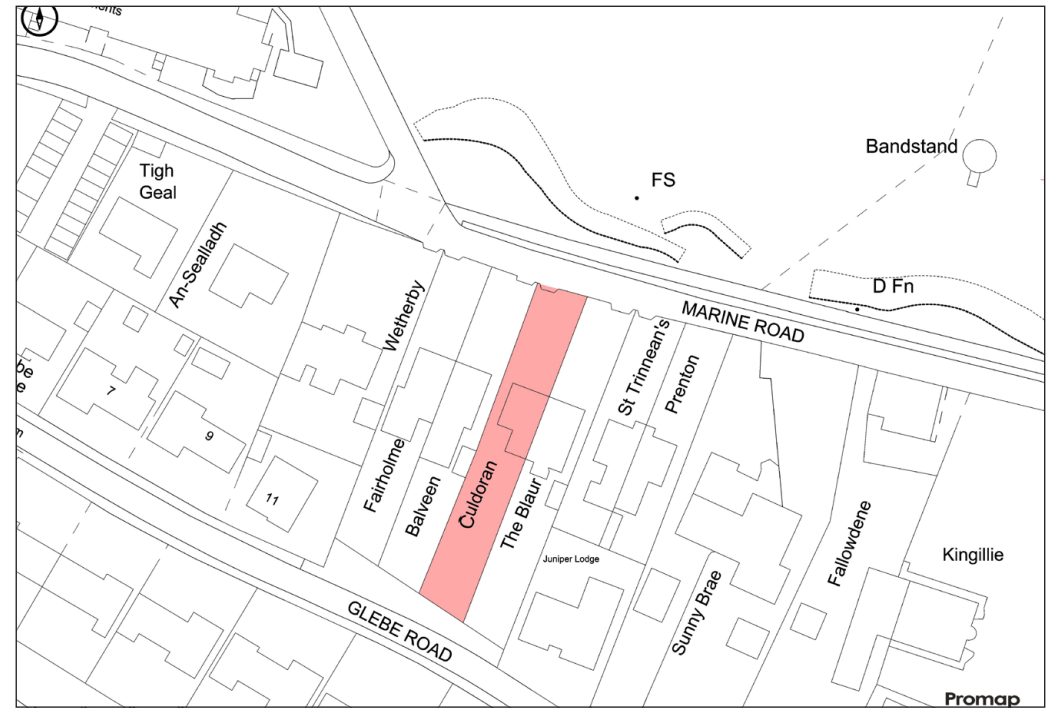 Bandstand
FS
Tigh
Geal
An-Sealladh
Wetherby
D Fn
MARINE ROAD
St Trinnean's
Prenton
7
9
11
Fairholme
Balveen
Culdoran
The Blaur
Juniper Lodge
Sunny Brae
Fallowdene
Kingillie
GLEBE ROAD
Promap